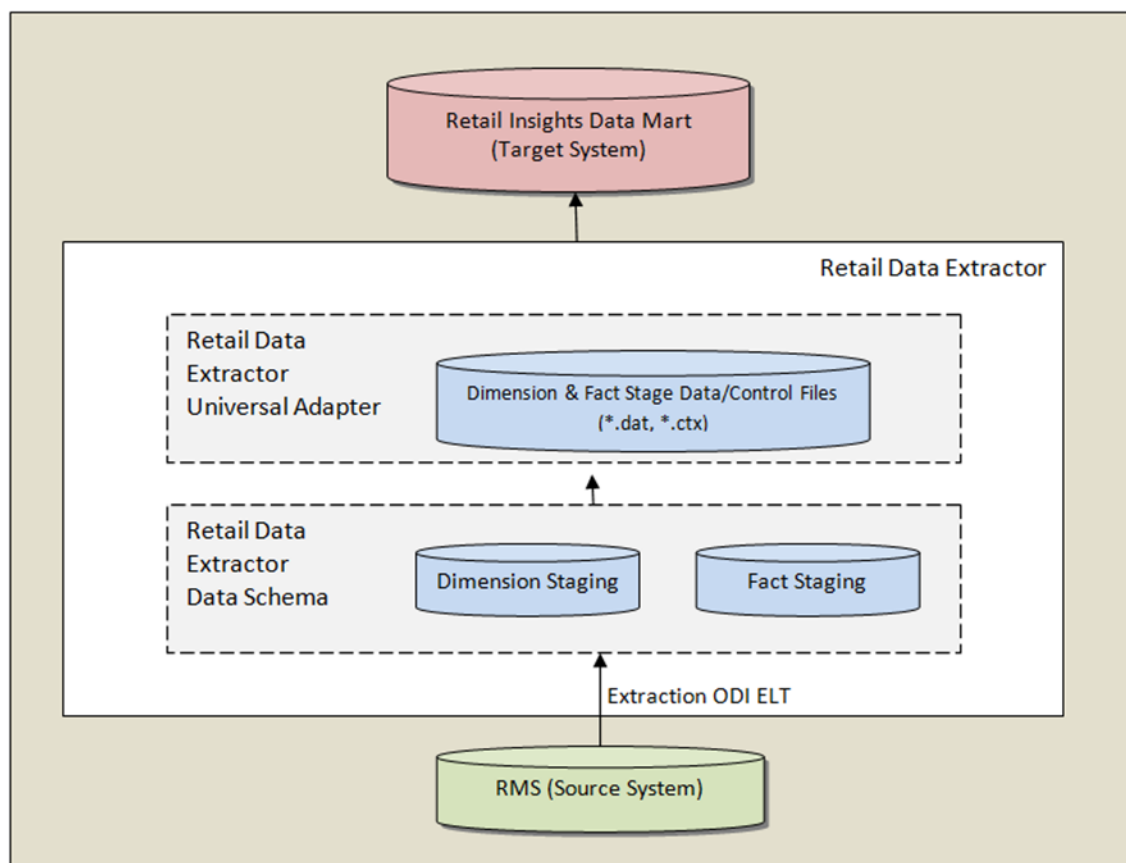 Retail Insights Data Mart
(Target System)
Retail Data Extractor
Retail Data
Extractor
Universal Adapter
Dimension & Fact Stage Data/Control Files
(*.dat, *.ctx)
Retail Data
Extractor
Data Schema
Dimension Staging
Fact Staging
Extraction ODI ELT
RMS (Source System)